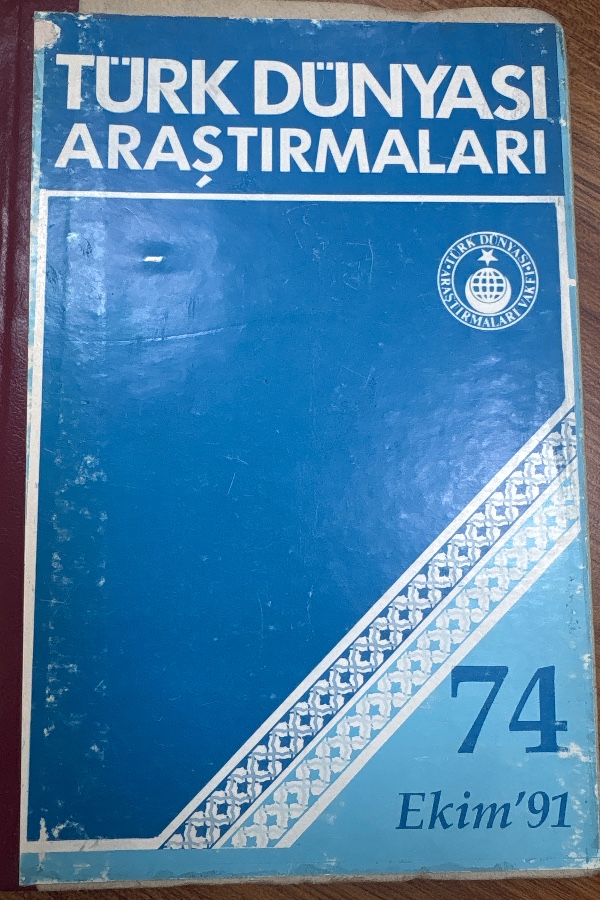 TÜRK DÜNYASI
ARAŞTIRMALARI
TÜRK DÜNYASI
ARAŞTIRMALARI VAKFI
74
Ekim'91